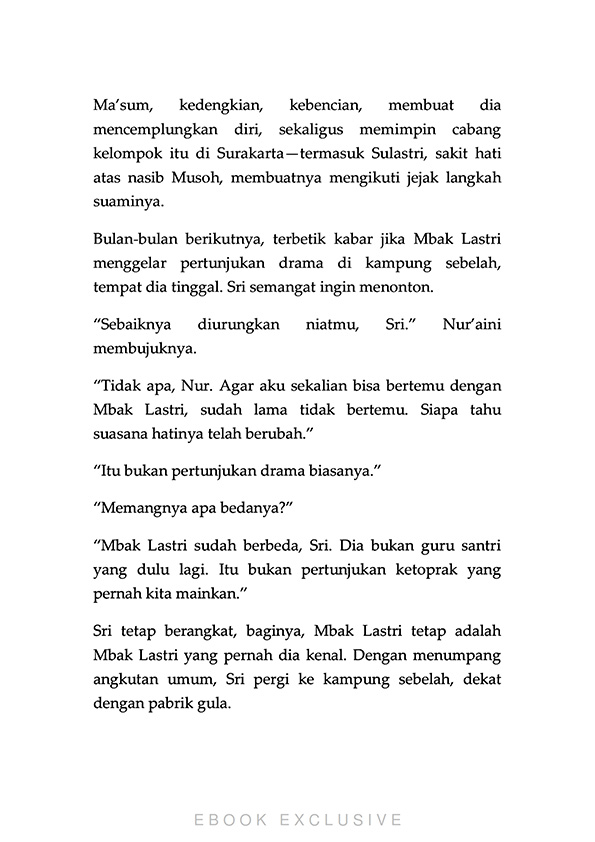 Ma’sum, kedengkian, kebencian, membuat dia
mencemplungkan diri, sekaligus memimpin cabang
kelompok itu di Surakarta—termasuk Sulastri, sakit hati
atas nasib Musoh, membuatnya mengikuti jejak langkah
suaminya.
Bulan-bulan berikutnya, terbetik kabar jika Mbak Lastri
menggelar pertunjukan drama di kampung sebelah,
tempat dia tinggal. Sri semangat ingin menonton.
“Sebaiknya diurungkan niatmu, Sri.” Nur’aini
membujuknya.
“Tidak apa, Nur. Agar aku sekalian bisa bertemu dengan
Mbak Lastri, sudah lama tidak bertemu. Siapa tahu
suasana hatinya telah berubah.”
“Itu bukan pertunjukan drama biasanya.”
“Memangnya apa bedanya?”
“Mbak Lastri sudah berbeda, Sri. Dia bukan guru santri
yang dulu lagi. Itu bukan pertunjukan ketoprak yang
pernah kita mainkan.”
Sri tetap berangkat, baginya, Mbak Lastri tetap adalah
Mbak Lastri yang pernah dia kenal. Dengan menumpang
angkutan umum, Sri pergi ke kampung sebelah, dekat
dengan pabrik gula.
EBOOK EXCLUSIVE